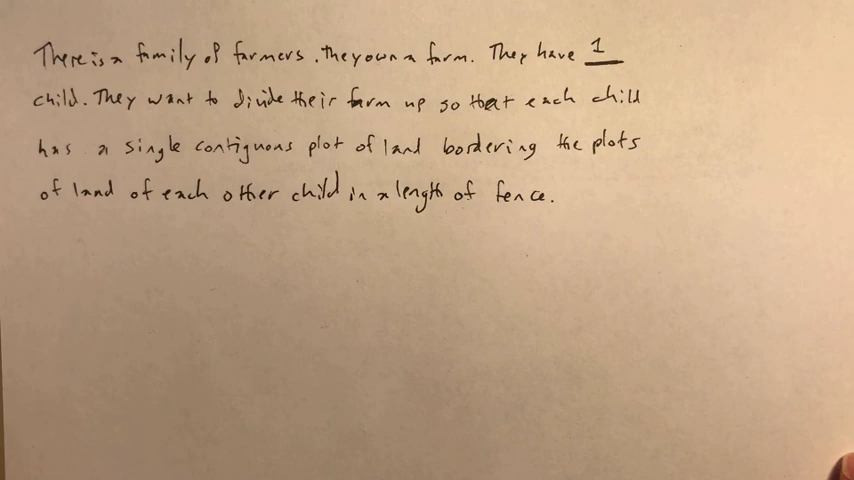 There is a family of farmers. They own a farm. They have 1
child. They want to divide their farm up so that each child
has a single contiguous plot of land bordering the plots
of land of each other child in a length of fence.